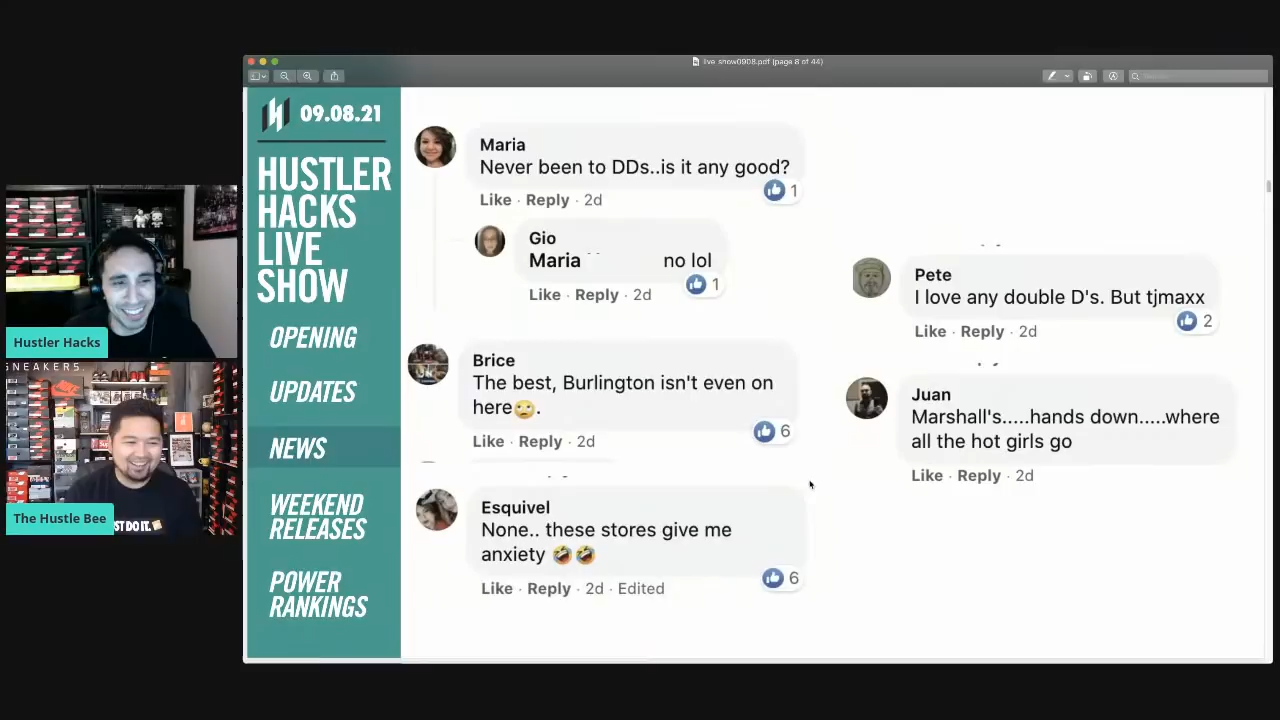 live show0908.pdf (page 8 of 44)
09.08.21
HUSTLER
HACKS
LIVE
SHOW
OPENING
UPDATES
NEWS
WEEKEND
RELEASES
POWER
RANKINGS
Maria
Never been to DDs..is it any good?
1
Like · Reply · 2d
Gio
Maria no lol
1
Like · Reply · 2d
Brice
The best, Burlington isn't even on
here🙄.
6
Like · Reply · 2d
Esquivel
None.. these stores give me
anxiety 🤣🤣
6
Like · Reply · 2d · Edited
Pete
I love any double D's. But tjmaxx
2
Like · Reply · 2d
Juan
Marshall's.....hands down.....where
all the hot girls go
Like · Reply · 2d
Hustler Hacks
SNEAKERS.
The Hustle Bee
JUST DO IT.